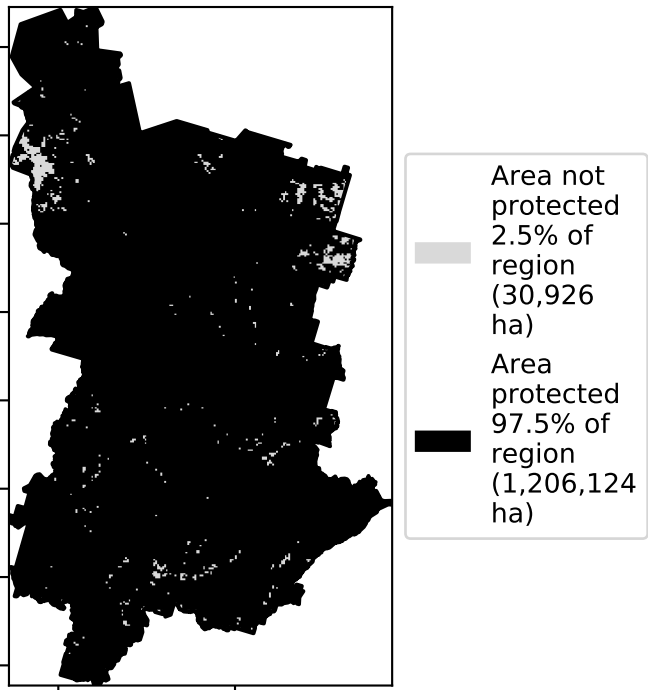 Area not
protected
2.5% of
region
(30,926
ha)
Area
protected
97.5% of
region
(1,206,124
ha)